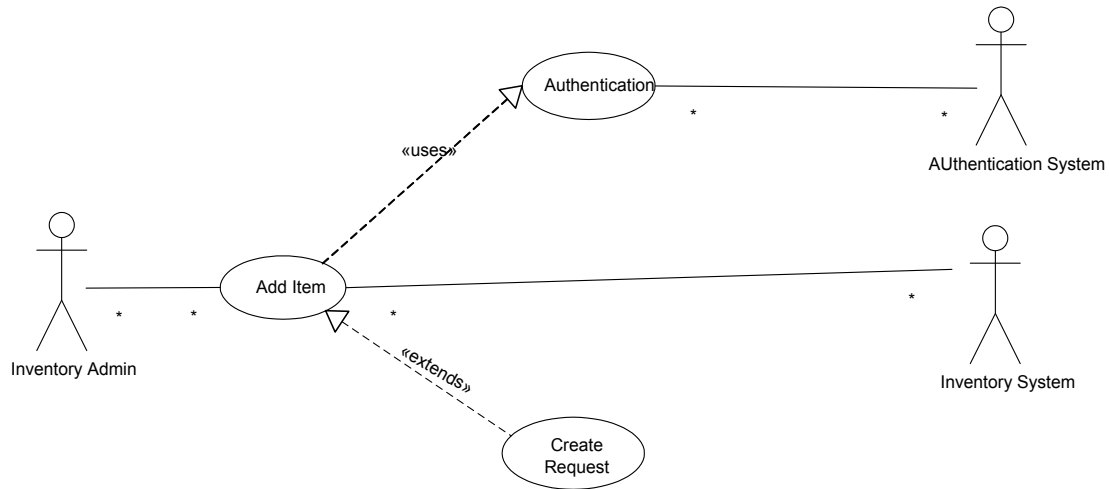 Authentication
*
*
AUthentication System
«uses»
Add Item
*
*
*
*
Inventory Admin
Inventory System
«extends»
Create
Request